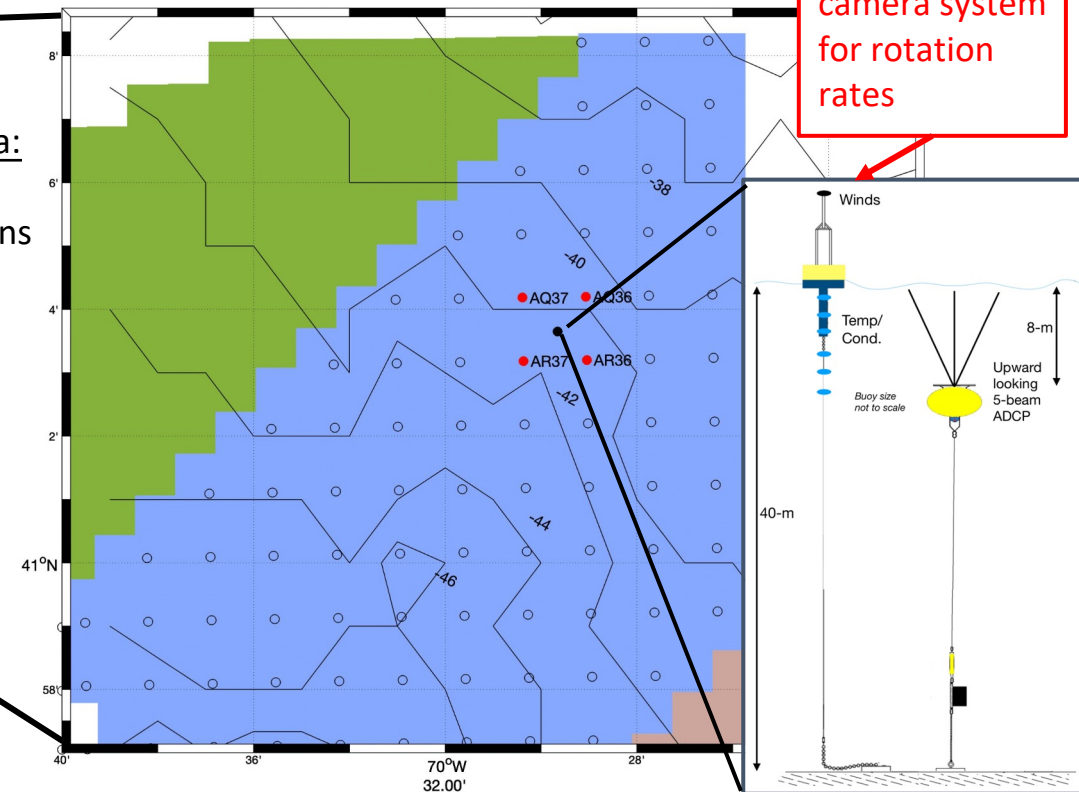 camera system
for rotation
rates
a:
ns
8'
6'
4'
2'
41°N
58'
40'
36'
70°W
32.00'
28'
-38
-40
-42
-44
-46
AQ37
AQ36
AR37
AR36
Winds
Temp/
Cond.
Buoy size
not to scale
8-m
Upward
looking
5-beam
ADCP
40-m